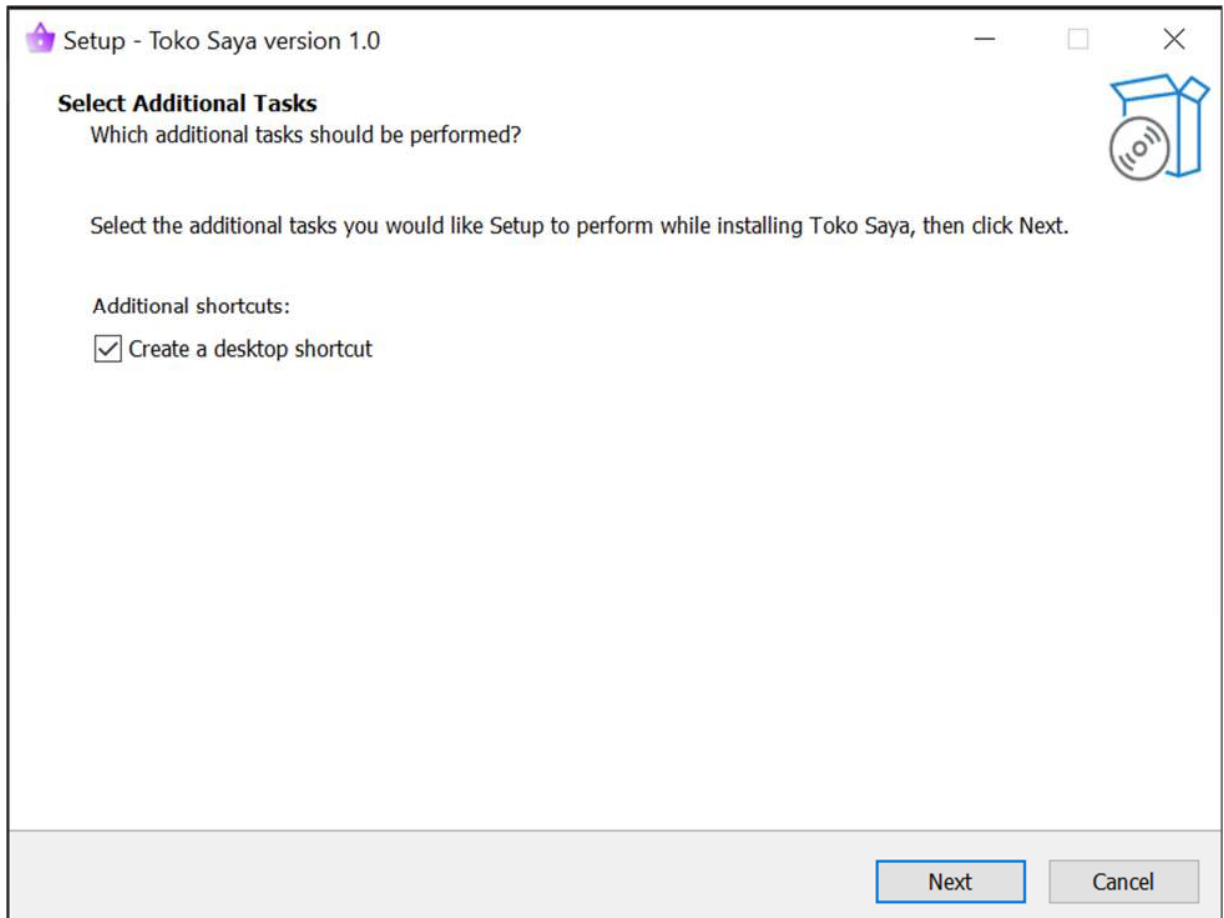 Setup - Toko Saya version 1.0
Select Additional Tasks
Which additional tasks should be performed?
Select the additional tasks you would like Setup to perform while installing Toko Saya, then click Next.
Additional shortcuts:
Create a desktop shortcut
Next
Cancel